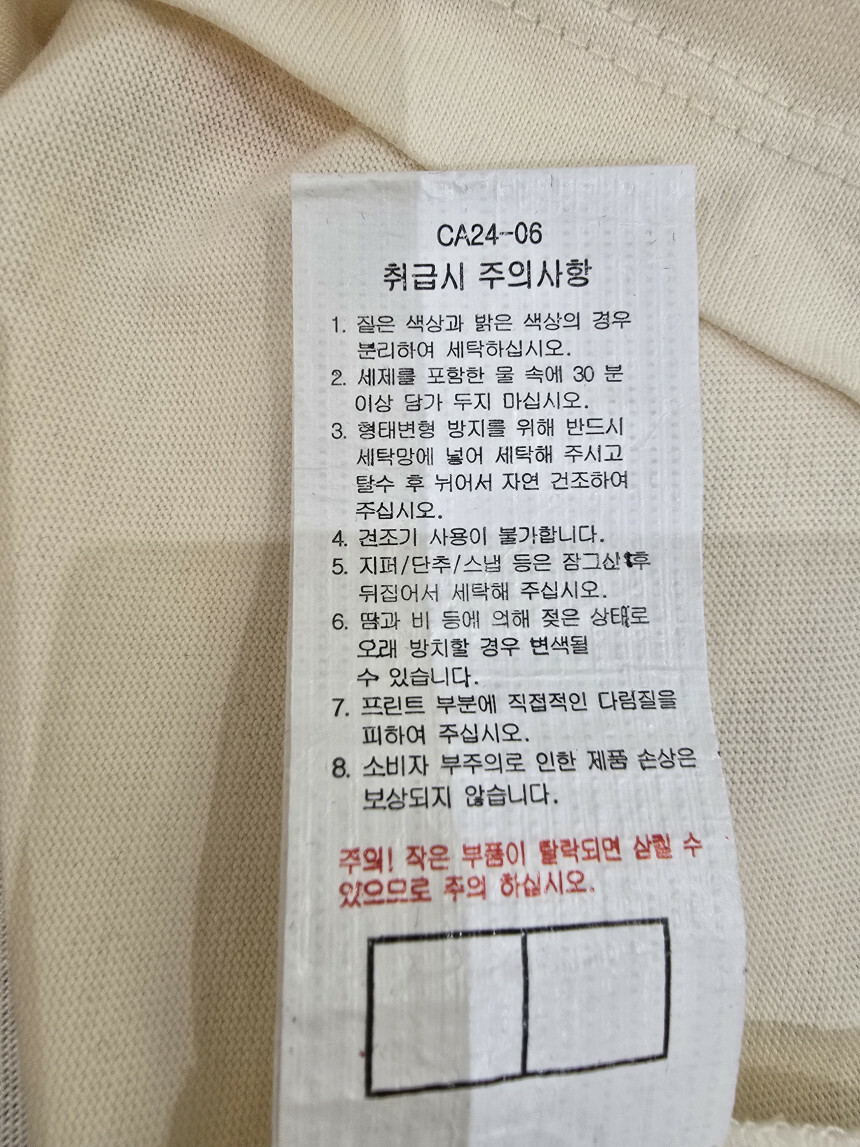 CA24-06
취급시 주의사항
1. 짙은 색상과 밝은 색상의 경우
분리하여 세탁하십시오.
2. 세제를 포함한 물 속에 30 분
이상 담가 두지 마십시오.
3. 형태변형 방지를 위해 반드시
세탁망에 넣어 세탁해 주시고
탈수 후 뉘어서 자연 건조하여
주십시오.
4. 건조기 사용이 불가합니다.
5. 지퍼/단추/스냅 등은 잠그신 후
뒤집어서 세탁해 주십시오.
6. 땀과 비 등에 의해 젖은 상태로
오래 방치할 경우 변색될
수 있습니다.
7. 프린트 부분에 직접적인 다림질을
피하여 주십시오.
8. 소비자 부주의로 인한 제품 손상은
보상되지 않습니다.
주의! 작은 부품이 탈락되면 삼킬 수
있으므로 주의 하십시오.